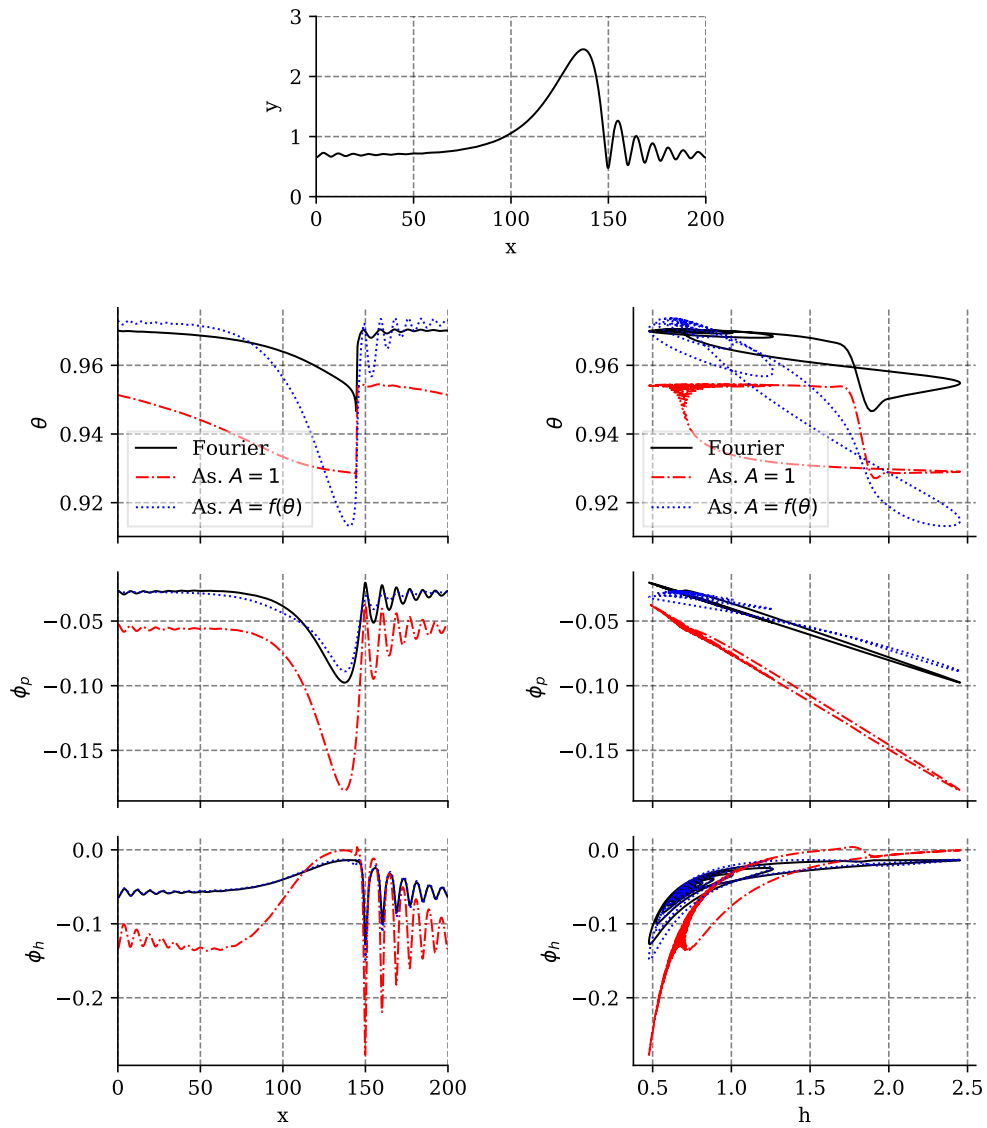 3
2
1
0
y
0 50 100 150 200
x
0.96
0.94
0.92
θ
Fourier
As. A = 1
As. A = f(θ)
0.96
0.94
0.92
θ
Fourier
As. A = 1
As. A = f(θ)
−0.05
−0.10
−0.15
ϕp
−0.05
−0.10
−0.15
ϕp
0.0
−0.1
−0.2
ϕh
0 50 100 150 200
x
0.0
−0.1
−0.2
ϕh
0.5 1.0 1.5 2.0 2.5
h